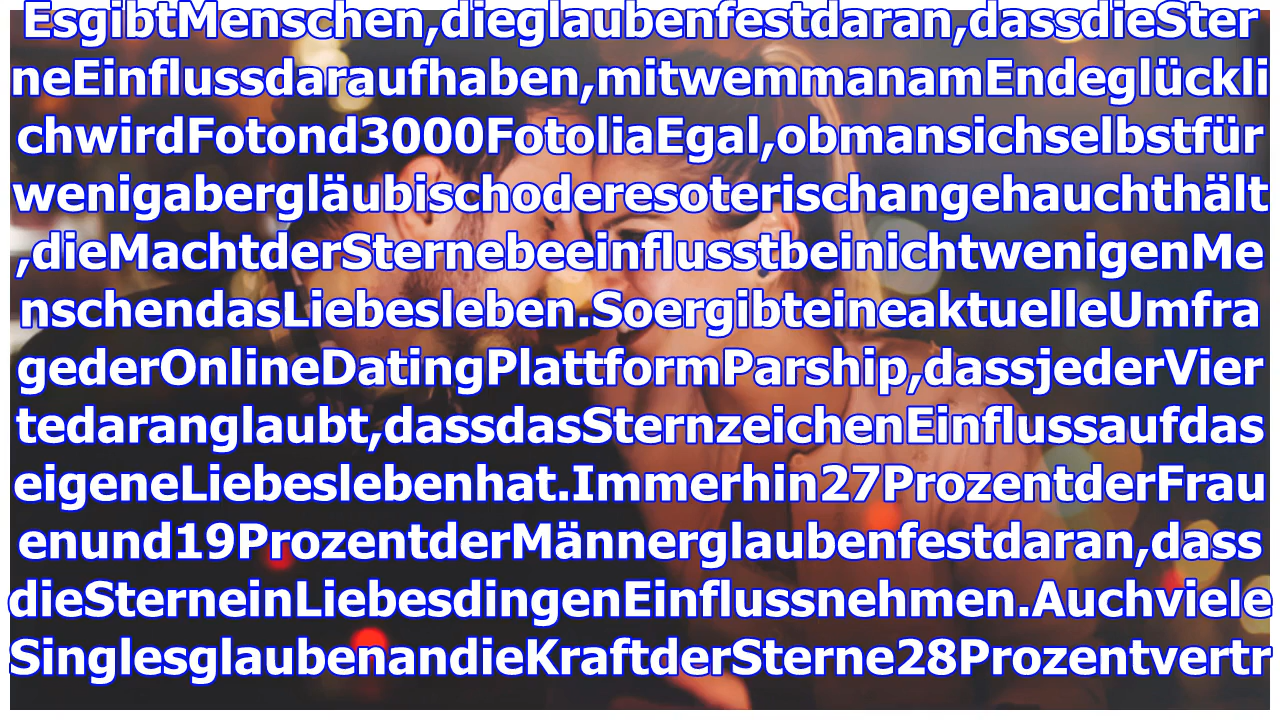 EsgibtMenschen,dieglaubenfestdaran,dassdieSter
neEinflussdaraufhaben,mitwemmanamEndeglückli
chwirdFotond3000FotoliaEgal,obmansichselbstfür
wenigabergläubischoderesoterischangehauchthält
,dieMachtderSternebeeinflusstbeinichtwenigenMe
nschendasLiebesleben.SoergibteineaktuelleUmfra
gederOnlineDatingPlattformParship,dassjederVier
tedaranglaubt,dassdasSternzeichenEinflussaufdas
eigeneLiebeslebenhat.Immerhin27ProzentderFrau
enund19ProzentderMännerglaubenfestdaran,dass
dieSterneinLiebesdingenEinflussnehmen.Auchviele
SinglesglaubenandieKraftderSterne28Prozentvertr